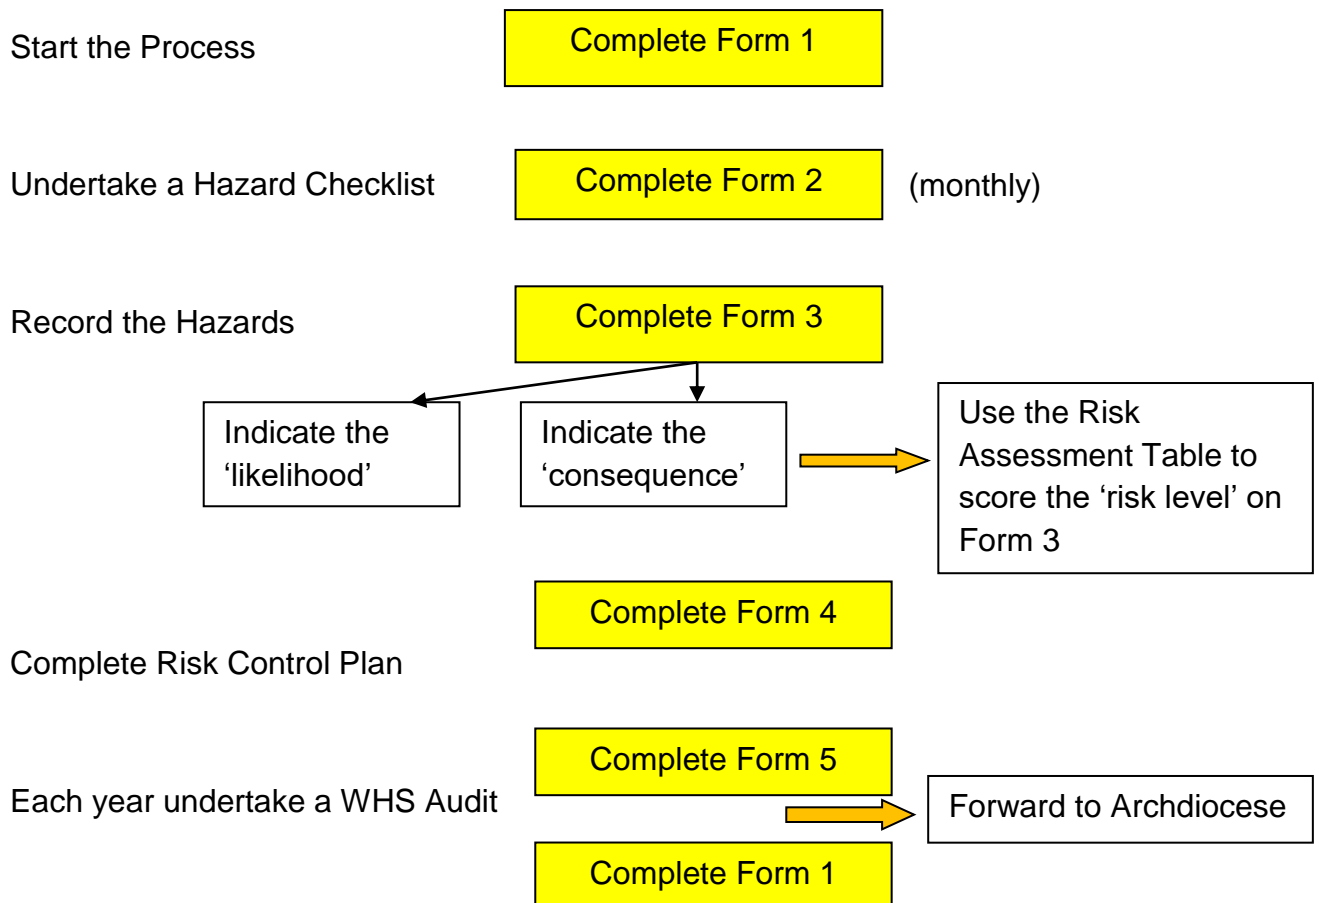 Start the Process
Complete Form 1
Undertake a Hazard Checklist
Complete Form 2
(monthly)
Record the Hazards
Complete Form 3
Indicate the
‘likelihood’
Indicate the
‘consequence’
Use the Risk
Assessment Table to
score the ‘risk level’ on
Form 3
Complete Form 4
Complete Risk Control Plan
Complete Form 5
Each year undertake a WHS Audit
Forward to Archdiocese
Complete Form 1